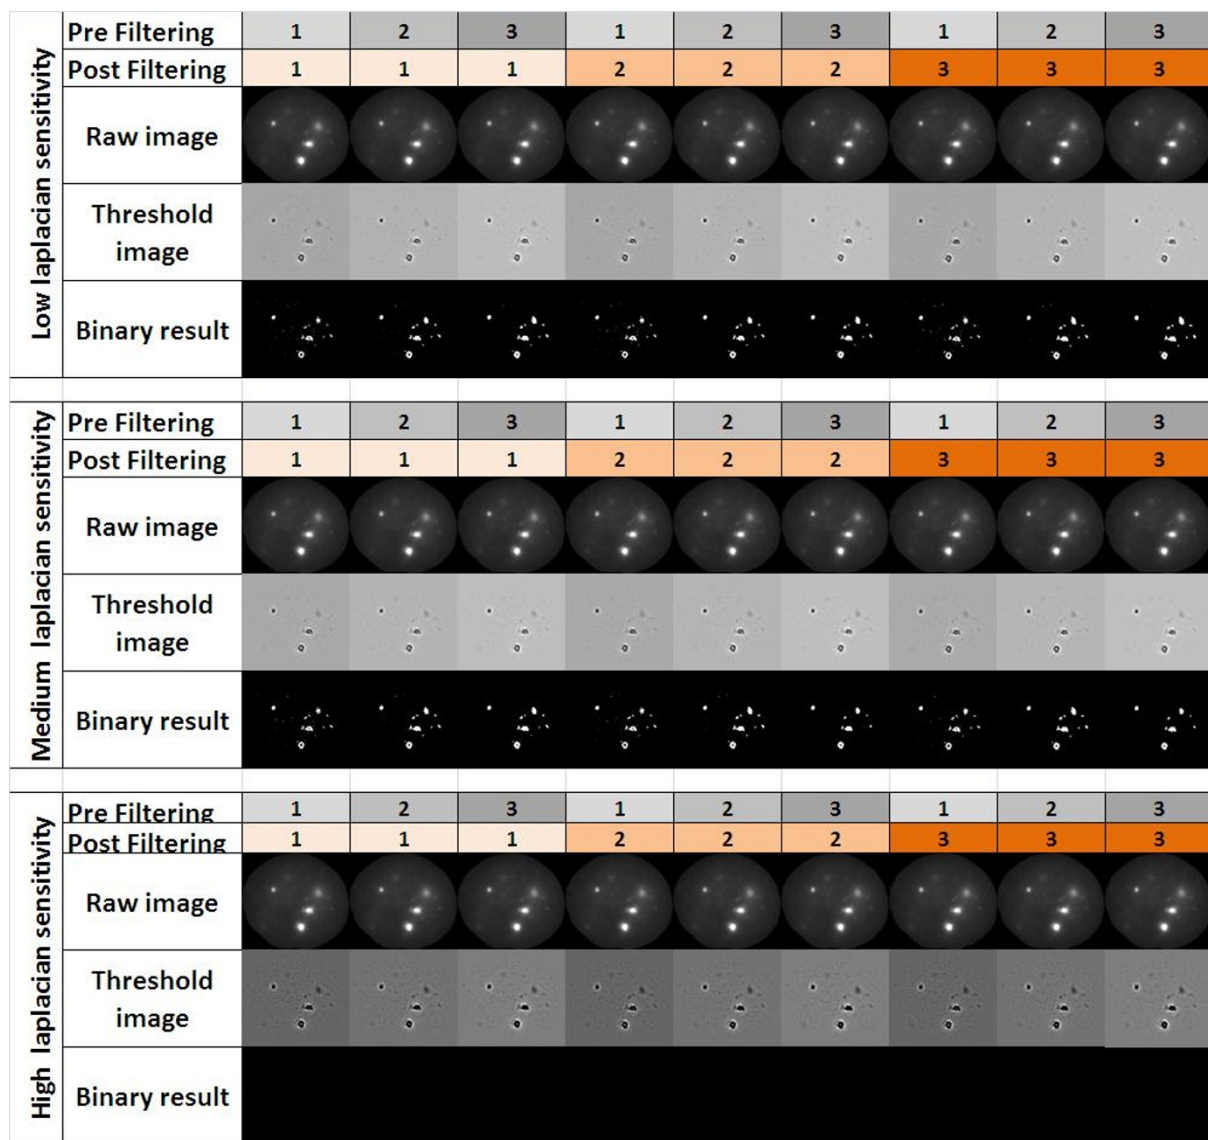 Low laplacian sensitivity
Pre Filtering 1 2 3 1 2 3 1 2 3
Post Filtering 1 1 1 2 2 2 3 3 3
Raw image
Threshold
image
Binary result
Medium laplacian sensitivity
Pre Filtering 1 2 3 1 2 3 1 2 3
Post Filtering 1 1 1 2 2 2 3 3 3
Raw image
Threshold
image
Binary result
High laplacian sensitivity
Pre Filtering 1 2 3 1 2 3 1 2 3
Post Filtering 1 1 1 2 2 2 3 3 3
Raw image
Threshold
image
Binary result